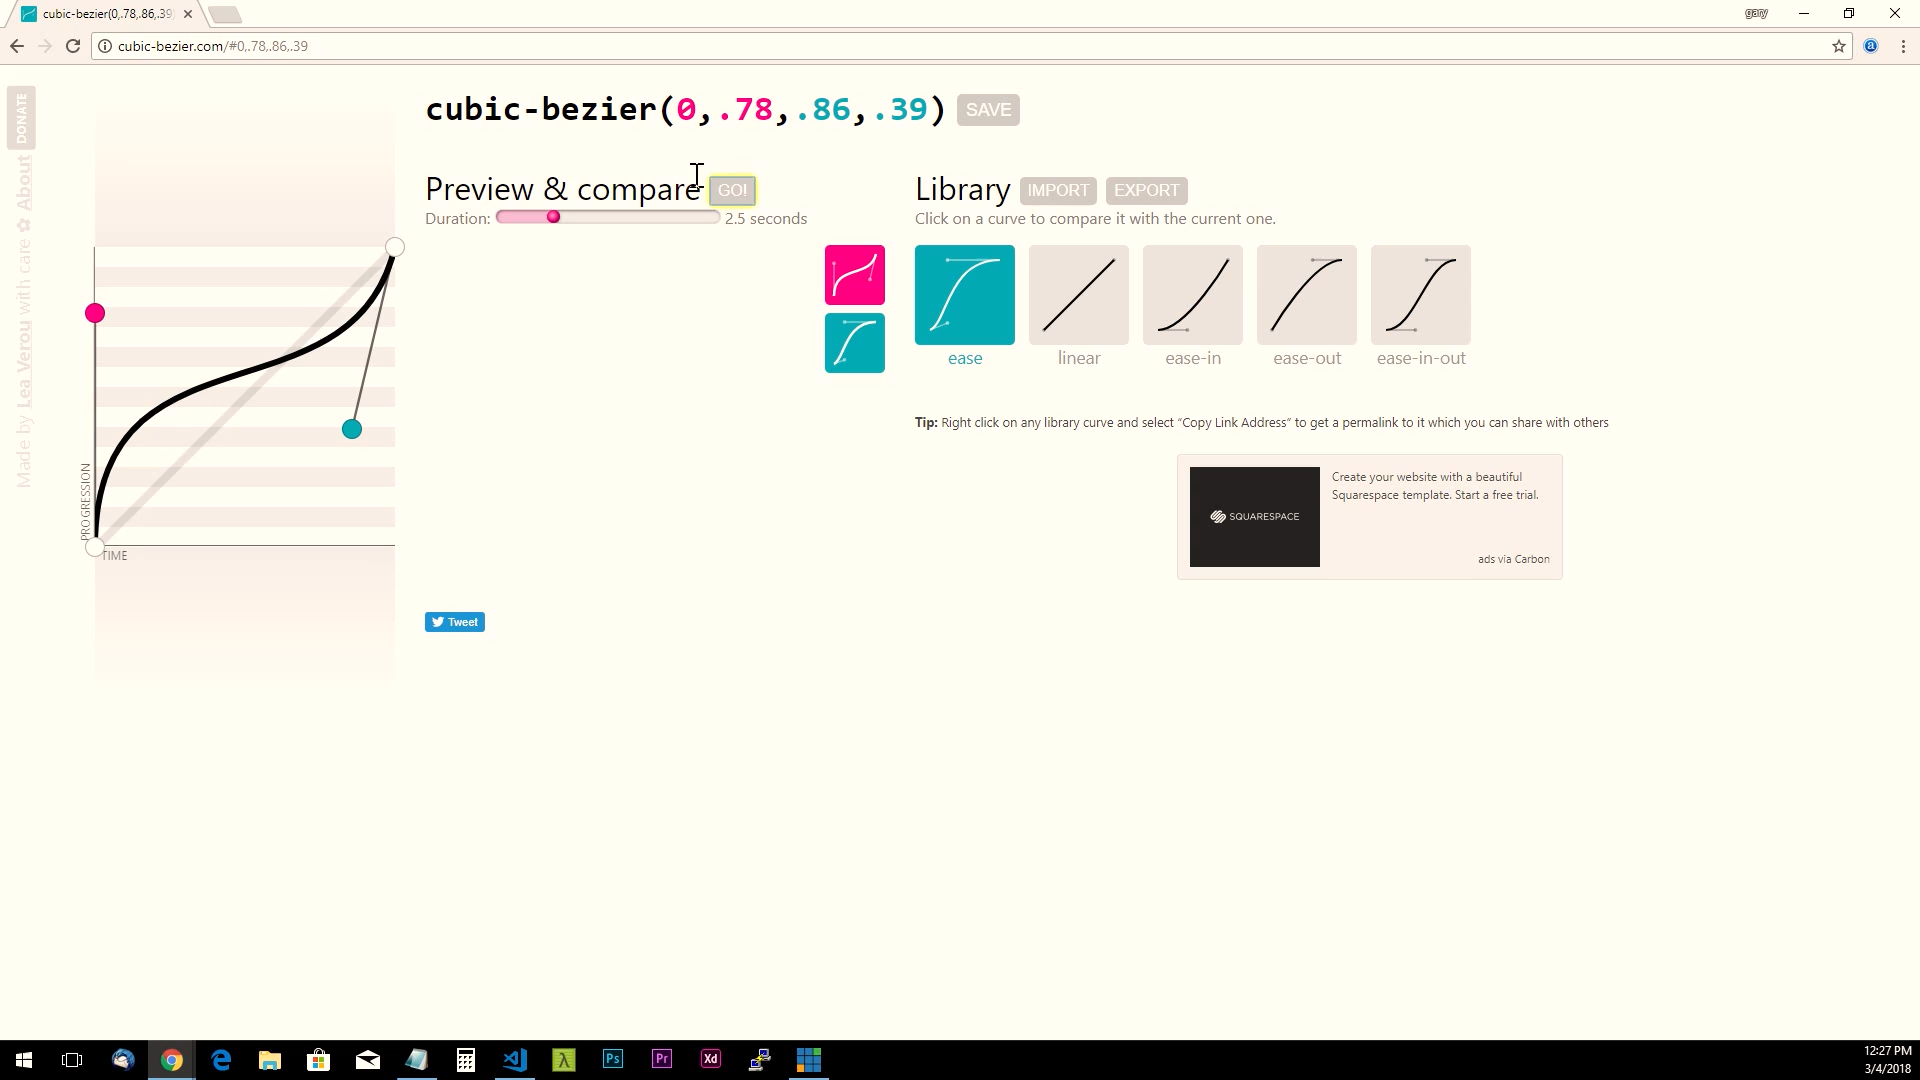 cubic-bezier(0,.78,.86,.39)
gary
cubic-bezier.com/#0,.78,.86,.39
DONATE
Made by Lea Verou with care ✿ About
cubic-bezier(0,.78,.86,.39)
SAVE
Preview & compare
GO!
Duration:
2.5 seconds
Library
IMPORT
EXPORT
Click on a curve to compare it with the current one.
ease
linear
ease-in
ease-out
ease-in-out
Tip: Right click on any library curve and select “Copy Link Address” to get a permalink to it which you can share with others
SQUARESPACE
Create your website with a beautiful
Squarespace template. Start a free trial.
ads via Carbon
PROGRESSION
TIME
Tweet
Ps
Pr
Xd
12:27 PM
3/4/2018